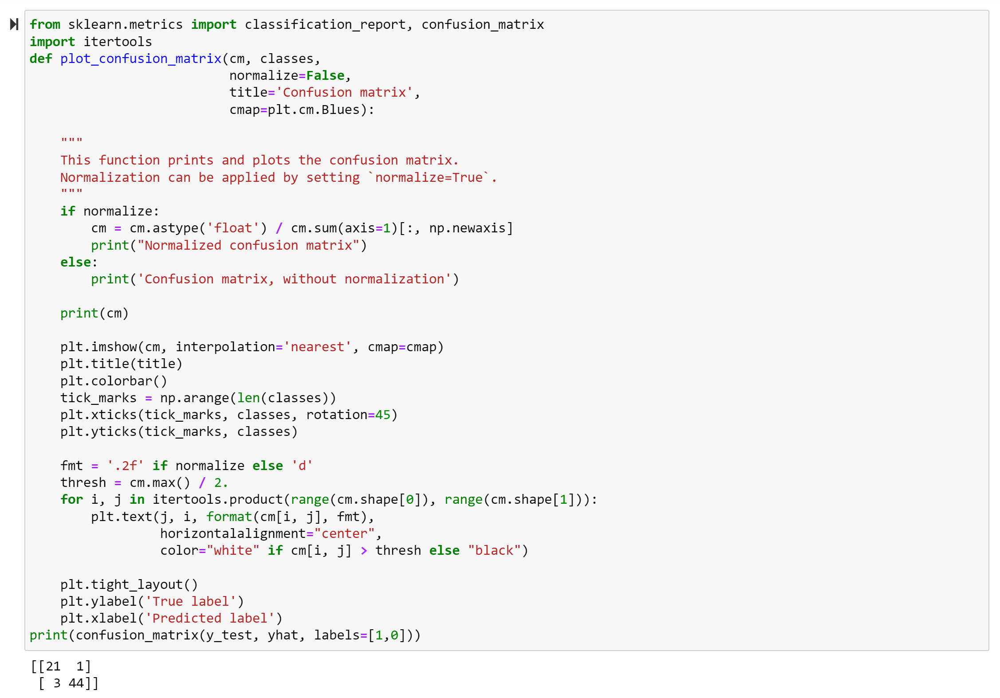 from sklearn.metrics import classification_report, confusion_matrix
import itertools
def plot_confusion_matrix(cm, classes,
                          normalize=False,
                          title='Confusion matrix',
                          cmap=plt.cm.Blues):

    """
    This function prints and plots the confusion matrix.
    Normalization can be applied by setting `normalize=True`.
    """
    if normalize:
        cm = cm.astype('float') / cm.sum(axis=1)[:, np.newaxis]
        print("Normalized confusion matrix")
    else:
        print('Confusion matrix, without normalization')

    print(cm)

    plt.imshow(cm, interpolation='nearest', cmap=cmap)
    plt.title(title)
    plt.colorbar()
    tick_marks = np.arange(len(classes))
    plt.xticks(tick_marks, classes, rotation=45)
    plt.yticks(tick_marks, classes)

    fmt = '.2f' if normalize else 'd'
    thresh = cm.max() / 2.
    for i, j in itertools.product(range(cm.shape[0]), range(cm.shape[1])):
        plt.text(j, i, format(cm[i, j], fmt),
                 horizontalalignment="center",
                 color="white" if cm[i, j] > thresh else "black")

    plt.tight_layout()
    plt.ylabel('True label')
    plt.xlabel('Predicted label')
print(confusion_matrix(y_test, yhat, labels=[1,0]))
[[21  1]
 [ 3 44]]